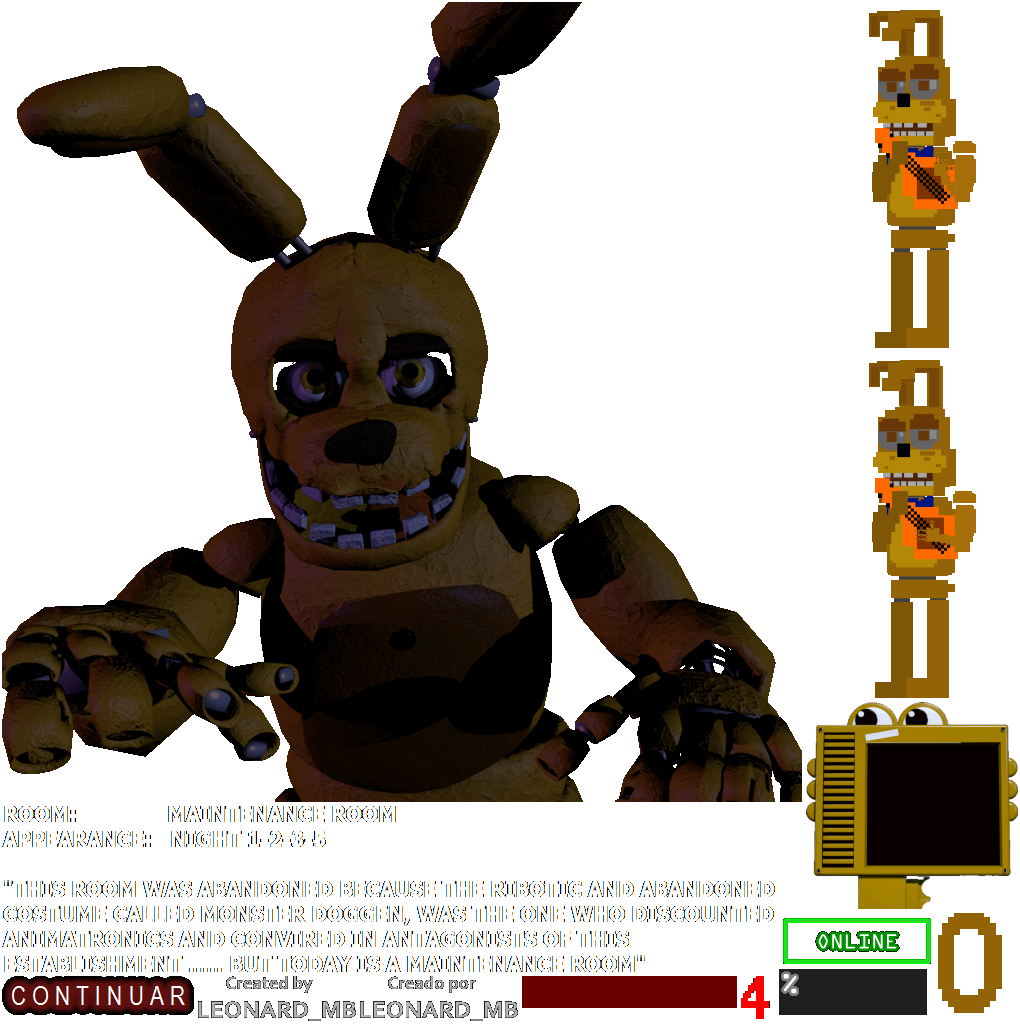 ROOM: MAINTENANCE ROOM
APPEARANCE: NIGHT 1-2-3-5
"THIS ROOM WAS ABANDONED BECAUSE THE RIBOTIC AND ABANDONED
COSTUME CALLED MONSTER DOGGEN, WAS THE ONE WHO DISCOUNTED
ANIMATRONICS AND CONVIRED IN ANTAGONISTS OF THIS
ESTABLISHMENT ...... BUT TODAY IS A MAINTENANCE ROOM"
ONLINE
0
CONTINUAR
Created by
LEONARD_MB
Creado por
LEONARD_MB
4
%